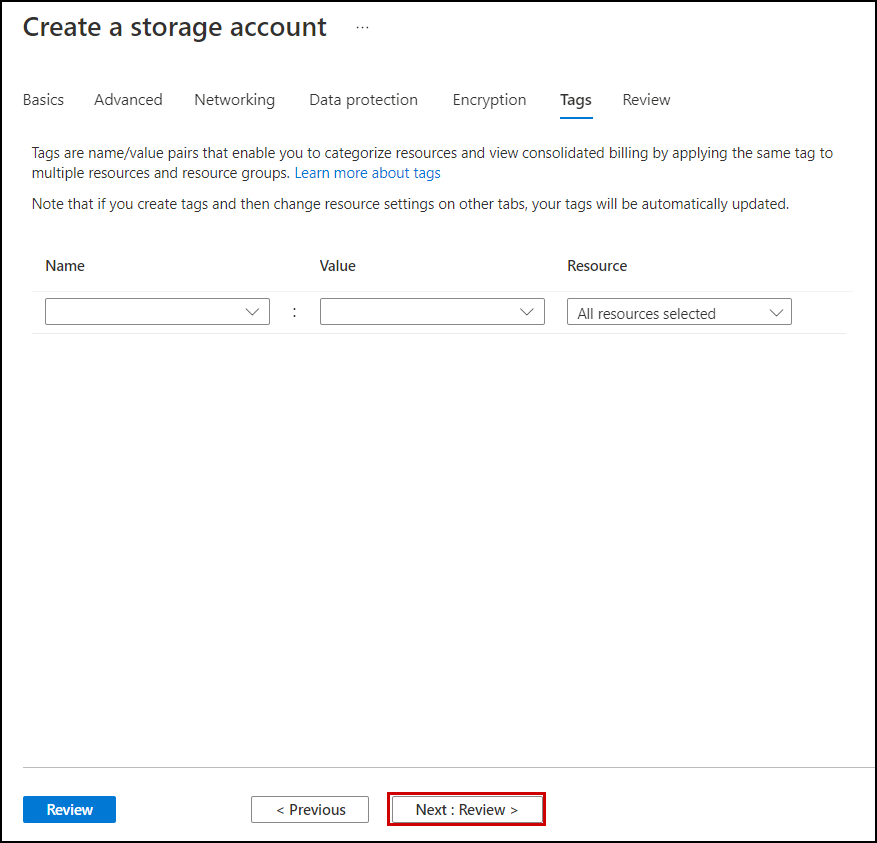 Create a storage account ...
Basics Advanced Networking Data protection Encryption Tags Review
Tags are name/value pairs that enable you to categorize resources and view consolidated billing by applying the same tag to
multiple resources and resource groups. Learn more about tags
Note that if you create tags and then change resource settings on other tabs, your tags will be automatically updated.
Name Value Resource
: All resources selected
Review < Previous Next : Review >